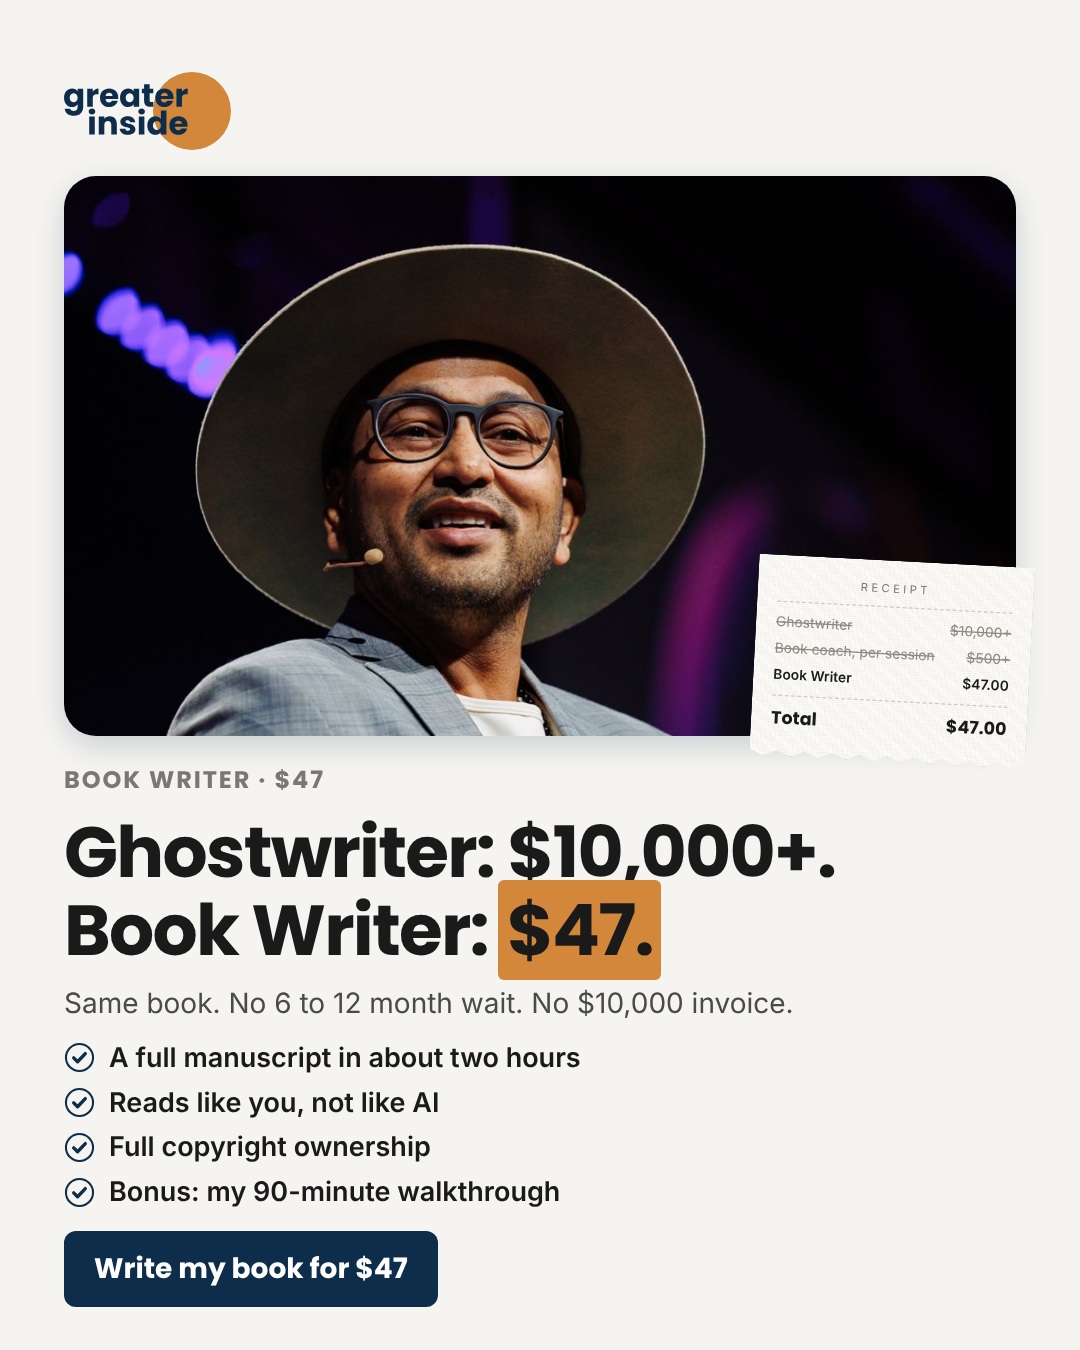 greater
inside
RECEIPT
Ghostwriter $10,000+
Book coach, per session $500+
Book Writer $47.00
Total $47.00
BOOK WRITER · $47
Ghostwriter: $10,000+.
Book Writer: $47.
Same book. No 6 to 12 month wait. No $10,000 invoice.
A full manuscript in about two hours
Reads like you, not like AI
Full copyright ownership
Bonus: my 90-minute walkthrough
Write my book for $47